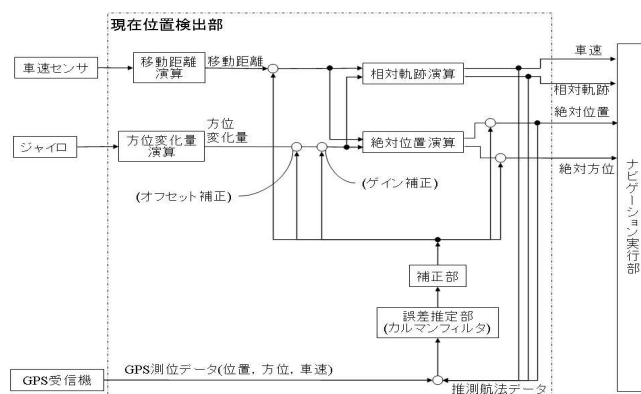 現在位置検出部
車速センサ
移動距離
演算
移動距離
相対軌跡演算
車速
相対軌跡
絶対位置
ジャイロ
方位変化量
演算
方位
変化量
絶対位置演算
絶対方位
(オフセット補正)
(ゲイン補正)
ナビゲーション実行部
補正部
誤差推定部
(カルマンフィルタ)
GPS受信機
GPS測位データ(位置, 方位, 車速)
推測航法データ